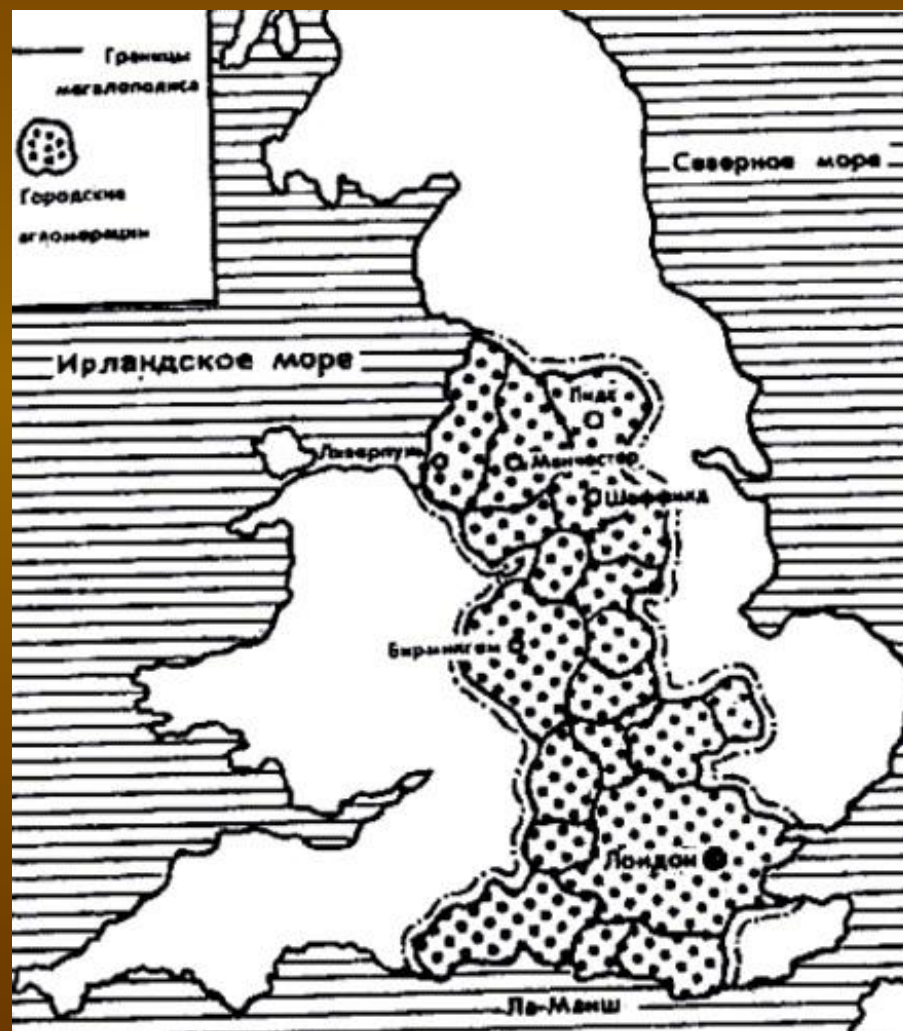 Границы
мегалополиса
Городские
агломерации
Северное море
Ирландское море
Лидс
Ливерпуль
Манчестер
Шеффилд
Бирмингем
Лондон
Ла-Манш